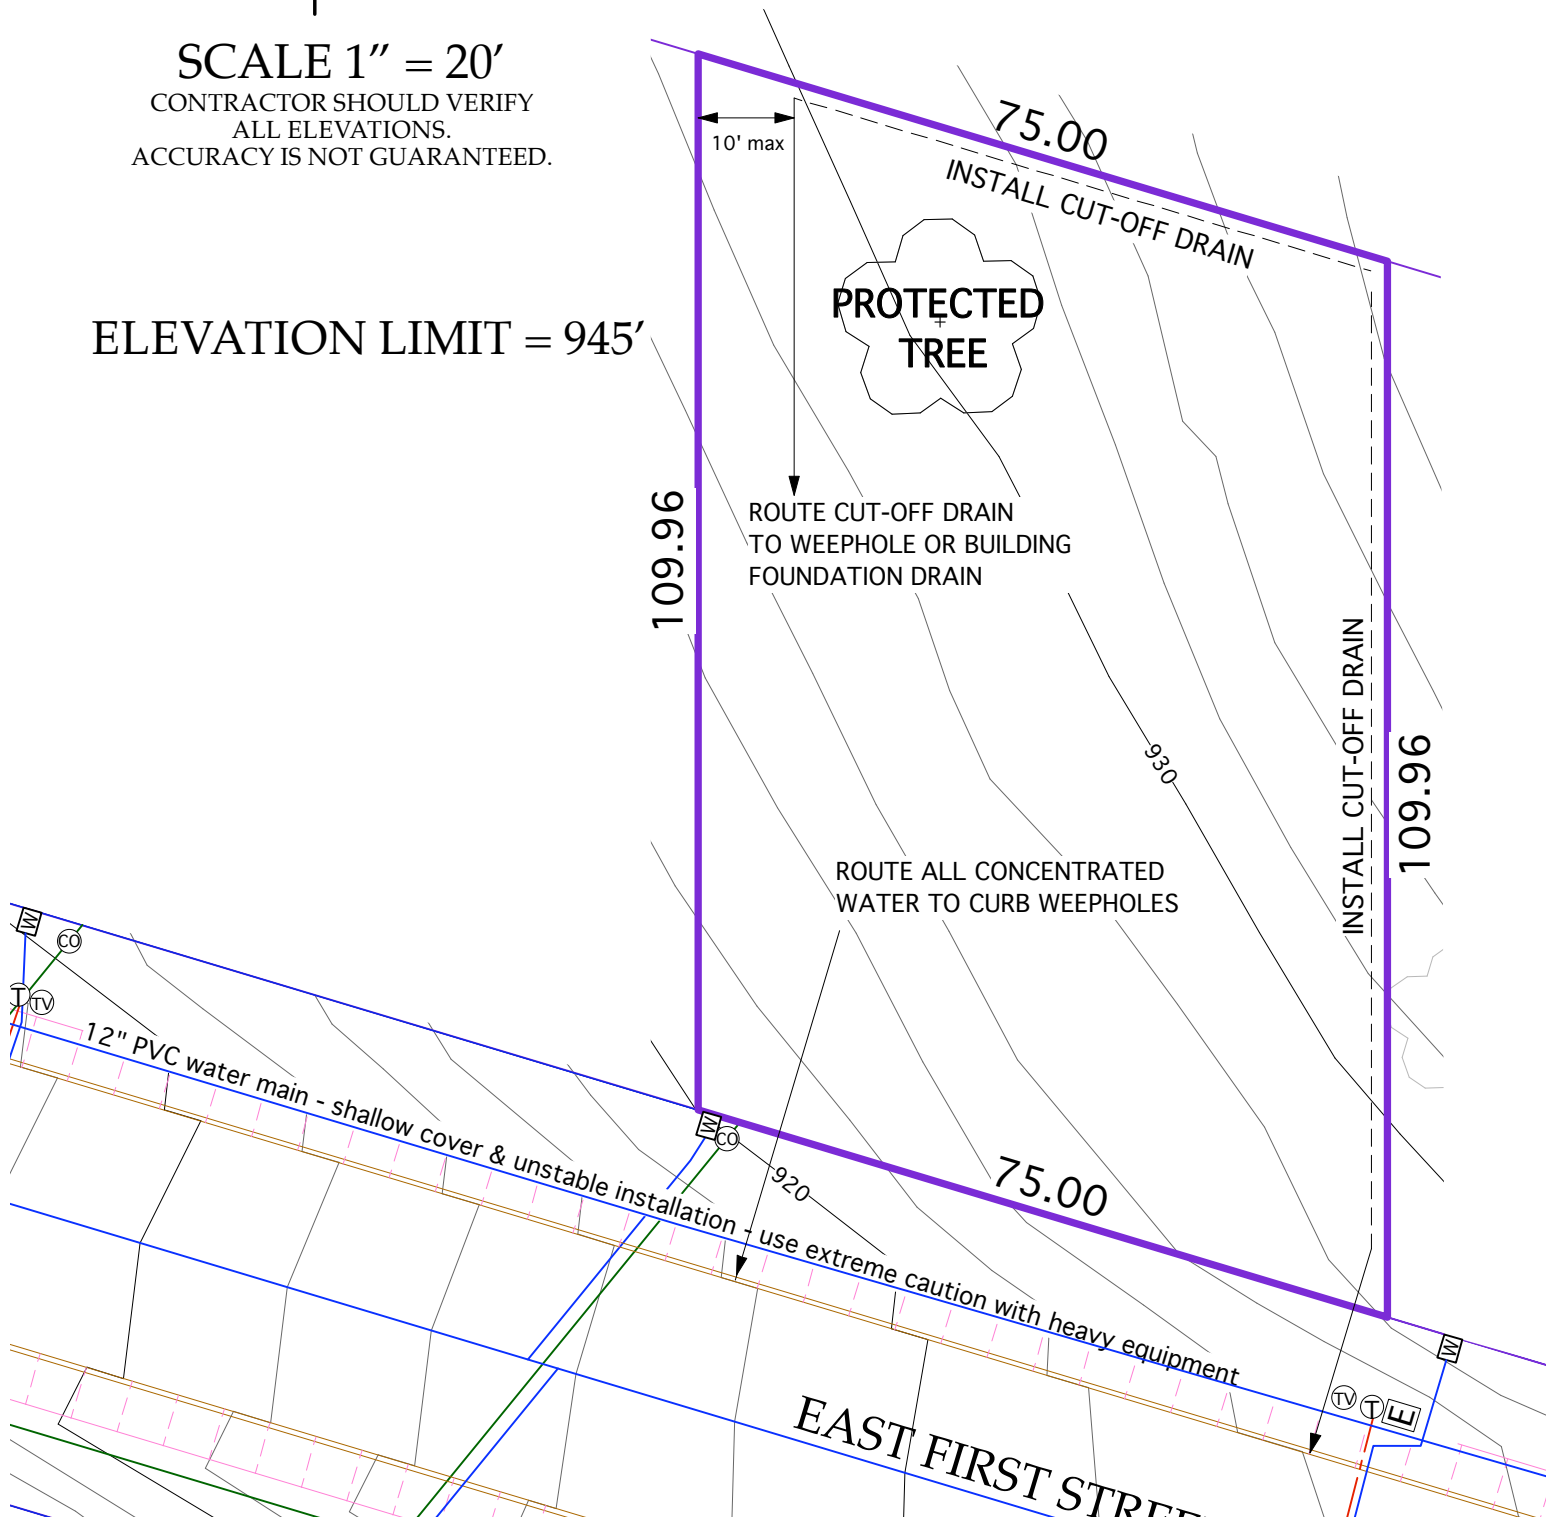 SCALE 1″ = 20′
CONTRACTOR SHOULD VERIFY
ALL ELEVATIONS.
ACCURACY IS NOT GUARANTEED.
75.00
10' max
INSTALL CUT-OFF DRAIN
PROTECTED
TREE
ELEVATION LIMIT = 945′
109.96
ROUTE CUT-OFF DRAIN
TO WEEPHOLE OR BUILDING
FOUNDATION DRAIN
INSTALL CUT-OFF DRAIN
930
109.96
ROUTE ALL CONCENTRATED
WATER TO CURB WEEPHOLES
W
CO
T
TV
12" PVC water main - shallow cover & unstable installation - use extreme caution with heavy equipment
W
CO
920
75.00
W
TV
T
E
EAST FIRST STREE